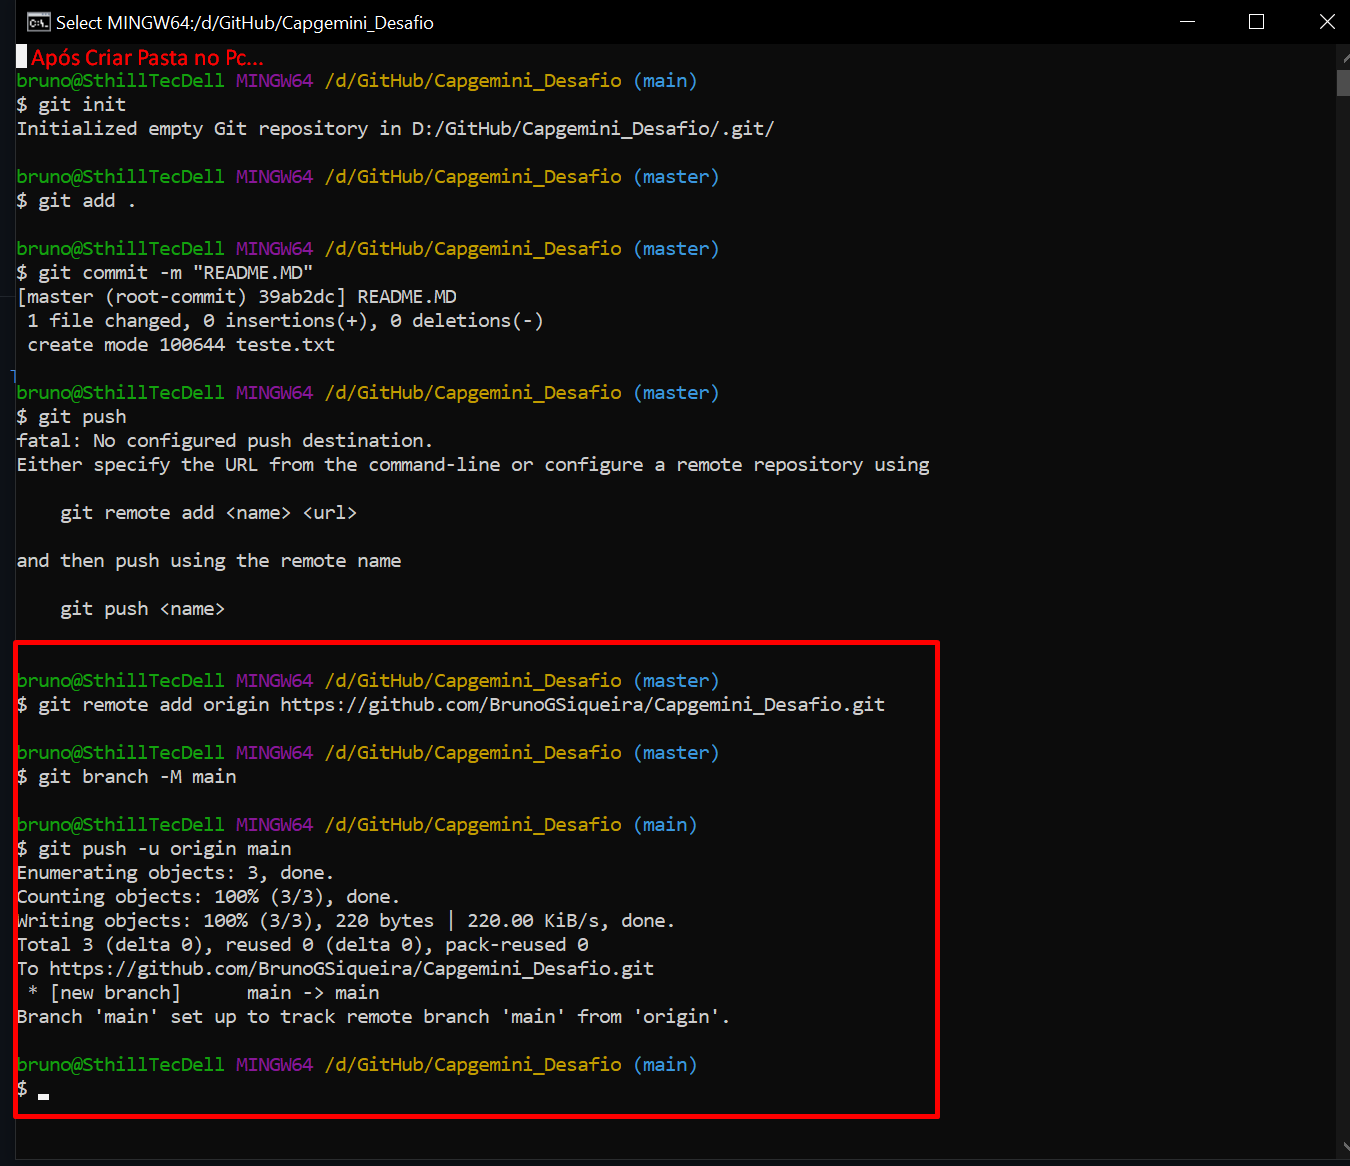 Select MINGW64:/d/GitHub/Capgemini_Desafio
Após Criar Pasta no Pc...
bruno@SthillTecDell MINGW64 /d/GitHub/Capgemini_Desafio (main)
$ git init
Initialized empty Git repository in D:/GitHub/Capgemini_Desafio/.git/
bruno@SthillTecDell MINGW64 /d/GitHub/Capgemini_Desafio (master)
$ git add .
bruno@SthillTecDell MINGW64 /d/GitHub/Capgemini_Desafio (master)
$ git commit -m "README.MD"
[master (root-commit) 39ab2dc] README.MD
 1 file changed, 0 insertions(+), 0 deletions(-)
 create mode 100644 teste.txt
bruno@SthillTecDell MINGW64 /d/GitHub/Capgemini_Desafio (master)
$ git push
fatal: No configured push destination.
Either specify the URL from the command-line or configure a remote repository using
    git remote add <name> <url>
and then push using the remote name
    git push <name>
bruno@SthillTecDell MINGW64 /d/GitHub/Capgemini_Desafio (master)
$ git remote add origin https://github.com/BrunoGSiqueira/Capgemini_Desafio.git
bruno@SthillTecDell MINGW64 /d/GitHub/Capgemini_Desafio (master)
$ git branch -M main
bruno@SthillTecDell MINGW64 /d/GitHub/Capgemini_Desafio (main)
$ git push -u origin main
Enumerating objects: 3, done.
Counting objects: 100% (3/3), done.
Writing objects: 100% (3/3), 220 bytes | 220.00 KiB/s, done.
Total 3 (delta 0), reused 0 (delta 0), pack-reused 0
To https://github.com/BrunoGSiqueira/Capgemini_Desafio.git
 * [new branch]      main -> main
Branch 'main' set up to track remote branch 'main' from 'origin'.
bruno@SthillTecDell MINGW64 /d/GitHub/Capgemini_Desafio (main)
$